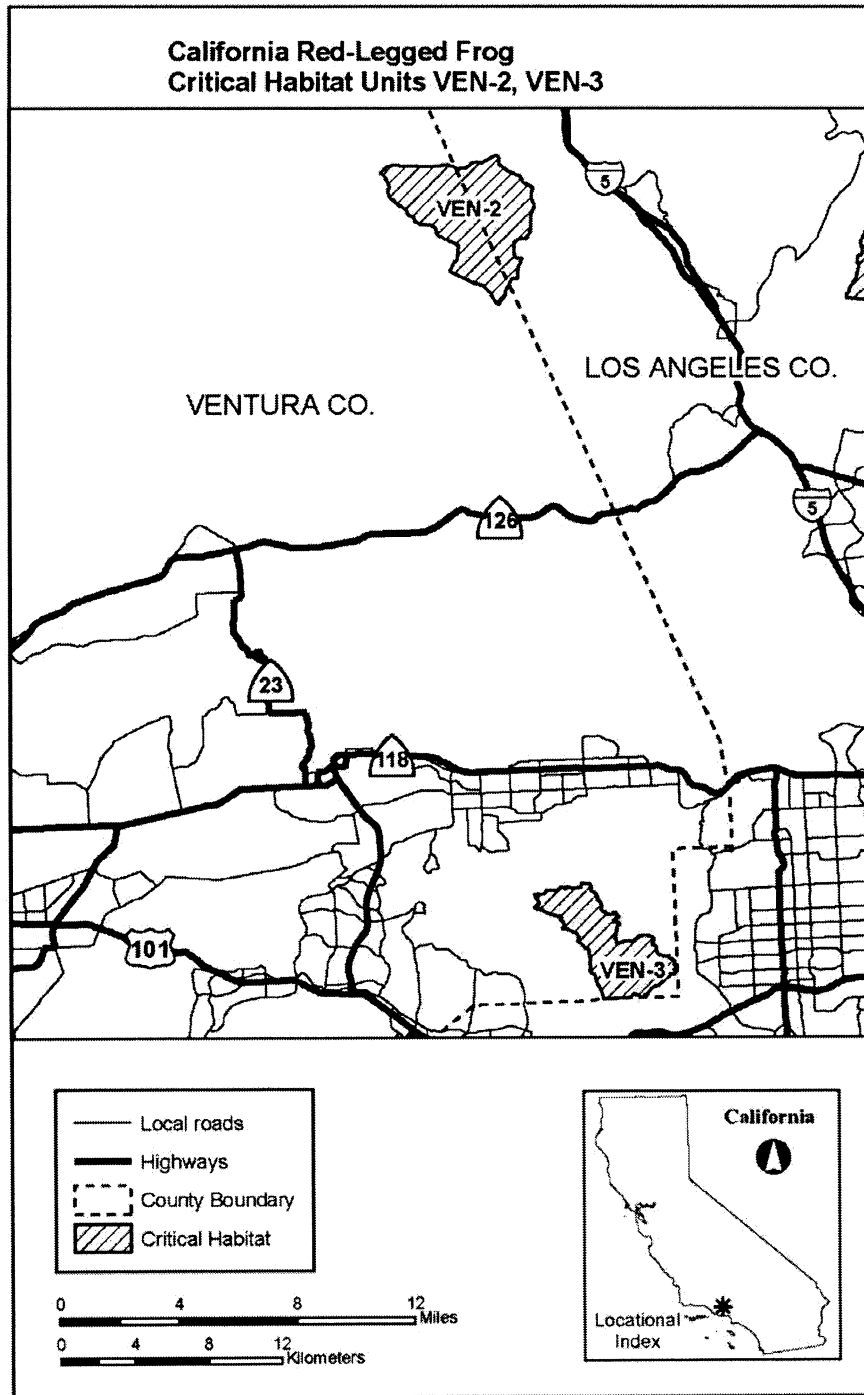 California Red-Legged Frog
Critical Habitat Units VEN-2, VEN-3
5
VEN-2
LOS ANGELES CO.
VENTURA CO.
126
5
23
118
101
VEN-3
Local roads
Highways
County Boundary
Critical Habitat
California
Locational
Index
0 4 8 12
Miles
0 4 8 12
Kilometers